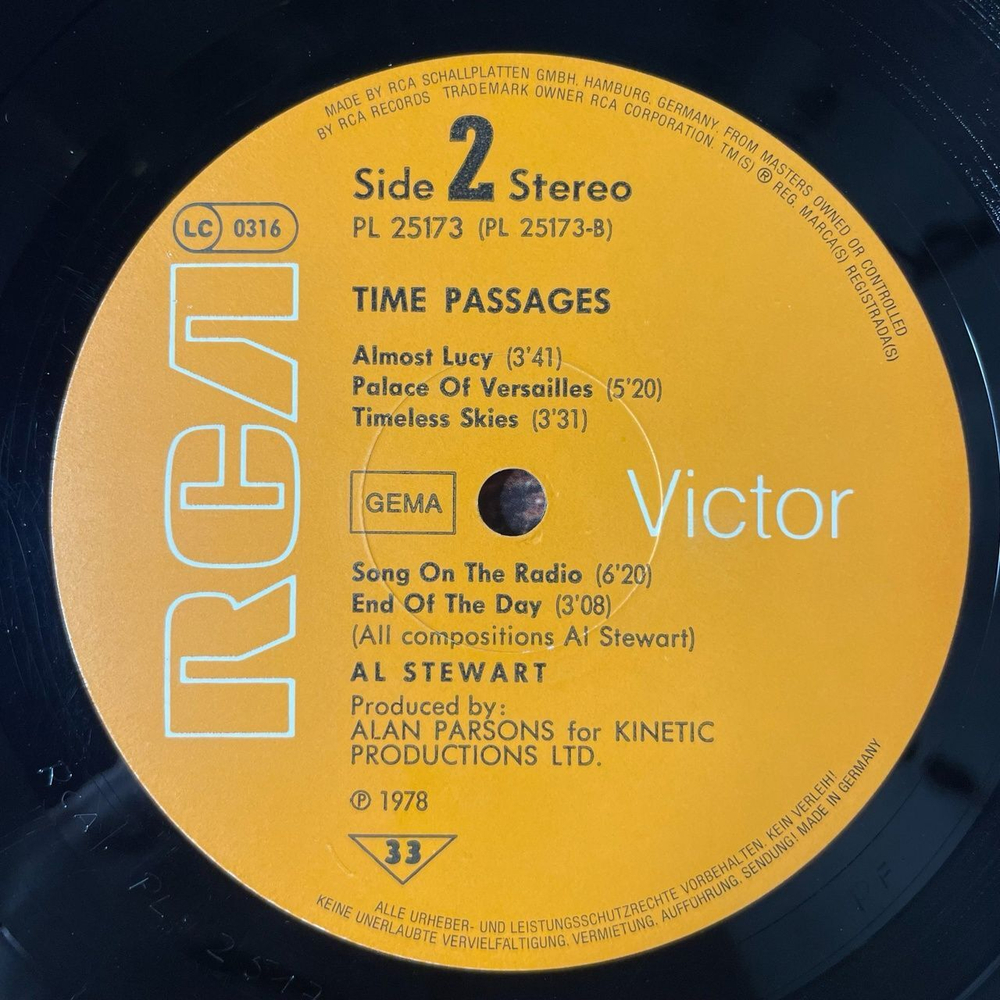 MADE BY RCA SCHALLPLATTEN GMBH, HAMBURG, GERMANY, FROM MASTERS OWNED OR CONTROLLED
BY RCA RECORDS TRADEMARK OWNER RCA CORPORATION. TM(S) ® REG. MARCA(S) REGISTRADA(S)
Side 2 Stereo
PL 25173 (PL 25173-B)
LC 0316
RCA
TIME PASSAGES
Almost Lucy (3'41)
Palace Of Versailles (5'20)
Timeless Skies (3'31)
GEMA
Victor
Song On The Radio (6'20)
End Of The Day (3'08)
(All compositions Al Stewart)
AL STEWART
Produced by:
ALAN PARSONS for KINETIC
PRODUCTIONS LTD.
℗ 1978
33
ALLE URHEBER- UND LEISTUNGSSCHUTZRECHTE VORBEHALTEN. KEIN VERLEIH!
KEINE UNERLAUBTE VERVIELFÄLTIGUNG, VERMIETUNG, AUFFÜHRUNG, SENDUNG! MADE IN GERMANY
RCA PL 2517